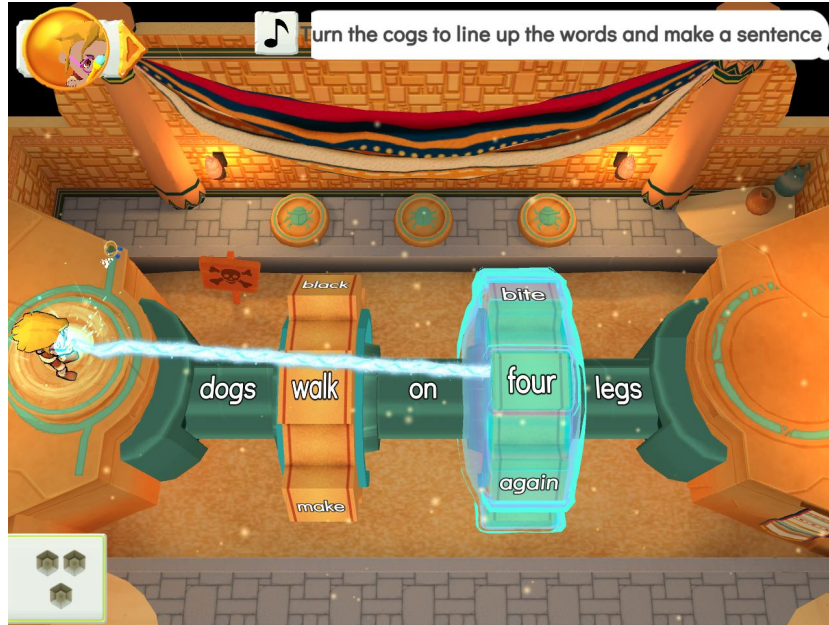 Turn the cogs to line up the words and make a sentence
black
bite
dogs walk on four legs
again
make